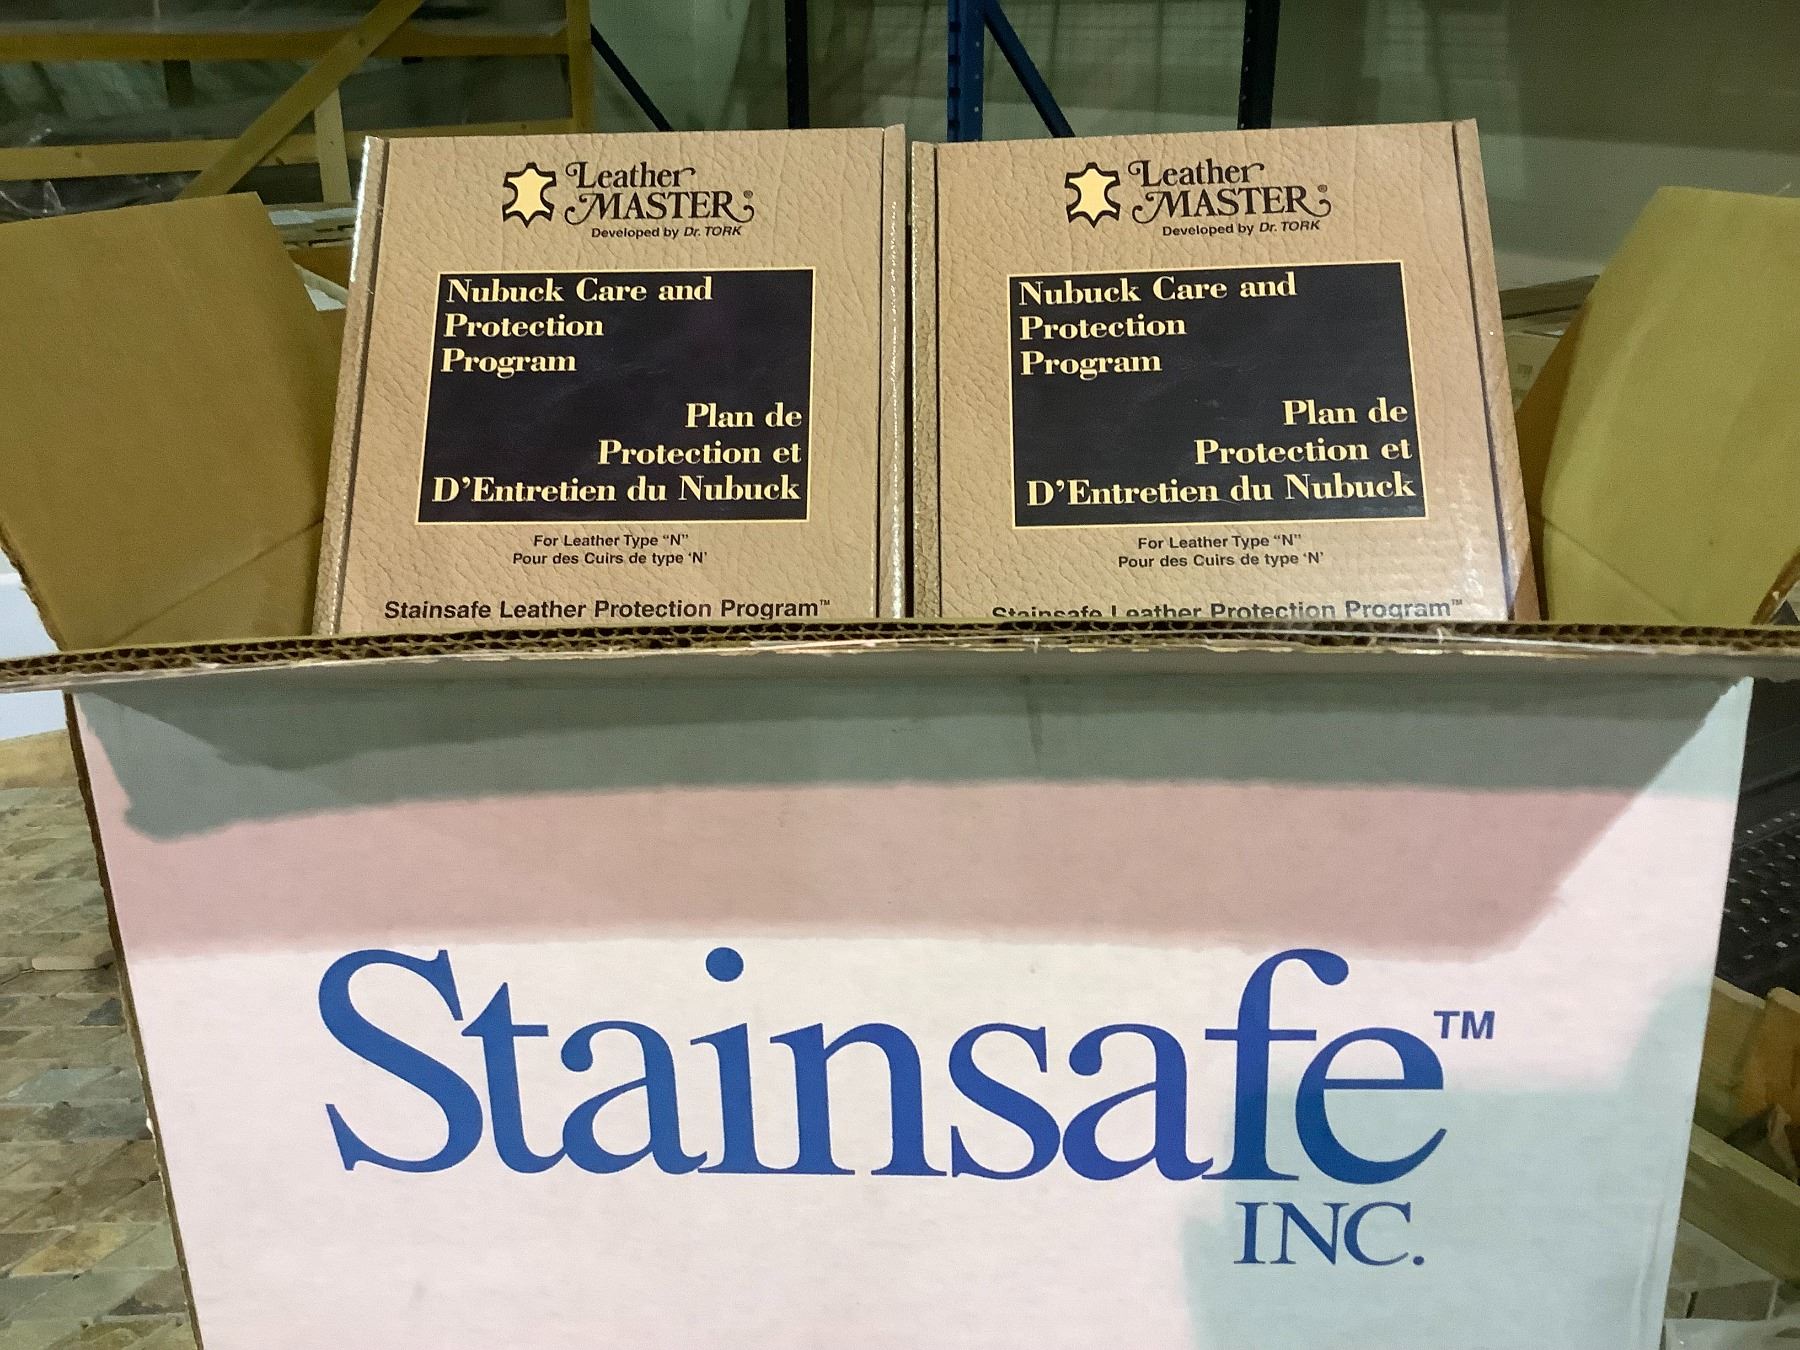 Leather
MASTER®
Developed by Dr. TORK
Nubuck Care and
Protection
Program
Plan de
Protection et
D'Entretien du Nubuck
For Leather Type "N"
Pour des Cuirs de type 'N'
Stainsafe Leather Protection Program™
Leather
MASTER®
Developed by Dr. TORK
Nubuck Care and
Protection
Program
Plan de
Protection et
D'Entretien du Nubuck
For Leather Type "N"
Pour des Cuirs de type 'N'
Stainsafe Leather Protection Program™
Stainsafe™
INC.